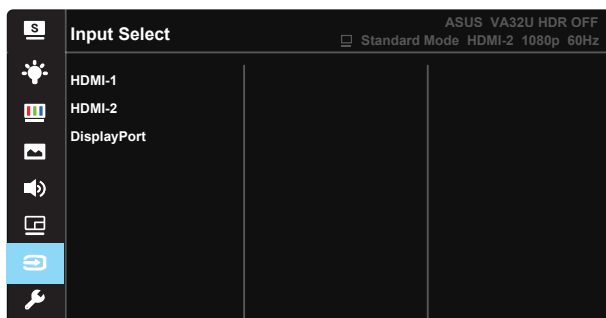 S
Input Select
ASUS VA32U HDR OFF
Standard Mode HDMI-2 1080p 60Hz
HDMI-1
HDMI-2
DisplayPort